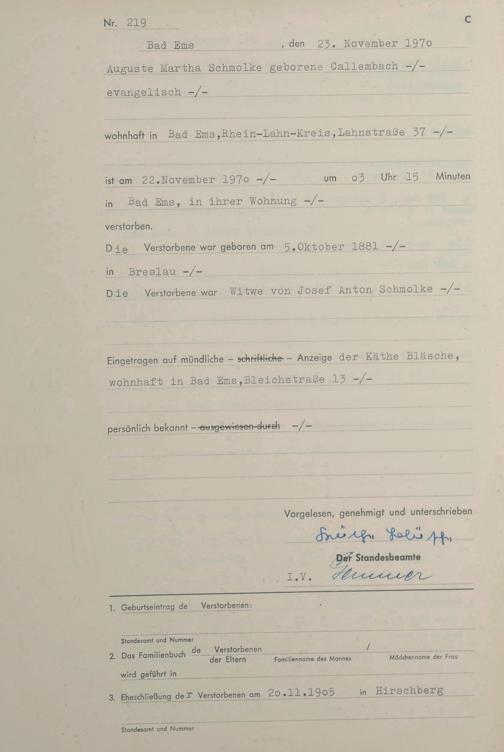 Nr. 219
C
Bad Ems , den 23. November 1970
Auguste Martha Schmolke geborene Callembach -/-
evangelisch -/-
wohnhaft in Bad Ems,Rhein-Lahn-Kreis,Lahnstraße 37 -/-
ist am 22.November 1970 -/- um 03 Uhr 15 Minuten
in Bad Ems, in ihrer Wohnung -/-
verstorben.
Die Verstorbene war geboren am 5.Oktober 1881 -/-
in Breslau -/-
Die Verstorbene war Witwe von Josef Anton Schmolke -/-
Eingetragen auf mündliche – schriftliche – Anzeige der Käthe Bläsche,
wohnhaft in Bad Ems,Bleichstraße 13 -/-
persönlich bekannt – ausgewiesen durch -/-
Vorgelesen, genehmigt und unterschrieben
Käthe Bläsche
Der Standesbeamte
I.V.
1. Geburtseintrag de Verstorbenen:
Standesamt und Nummer
2. Das Familienbuch de Verstorbenen /
der Eltern Familienname des Mannes Mädchenname der Frau
wird geführt in
3. Eheschließung der Verstorbenen am 20.11.1905 in Hirschberg
Standesamt und Nummer